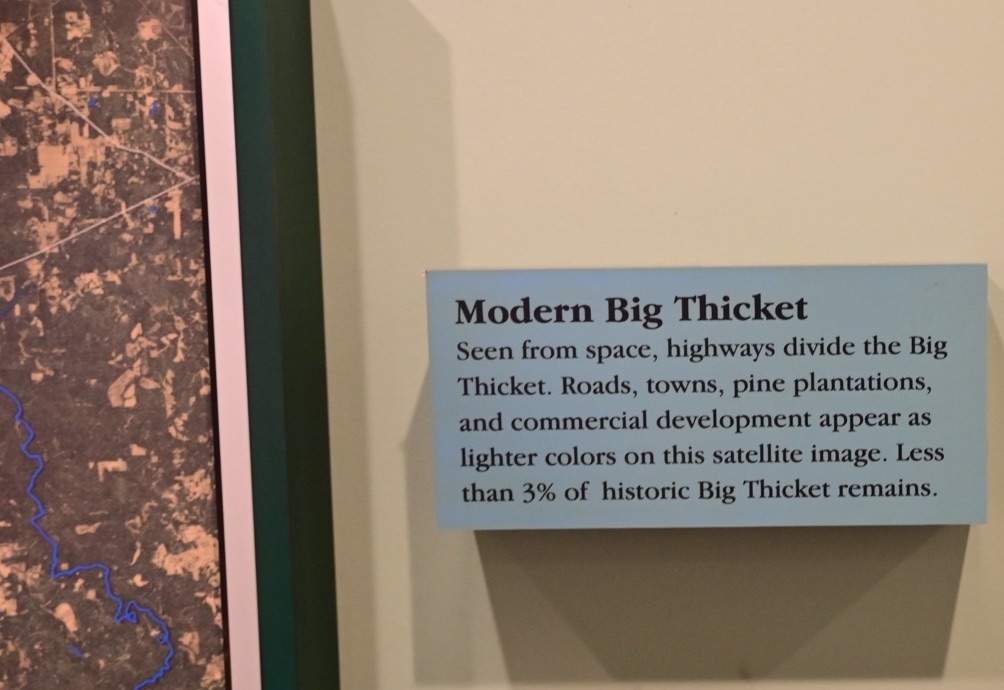 Modern Big Thicket
Seen from space, highways divide the Big
Thicket. Roads, towns, pine plantations,
and commercial development appear as
lighter colors on this satellite image. Less
than 3% of historic Big Thicket remains.